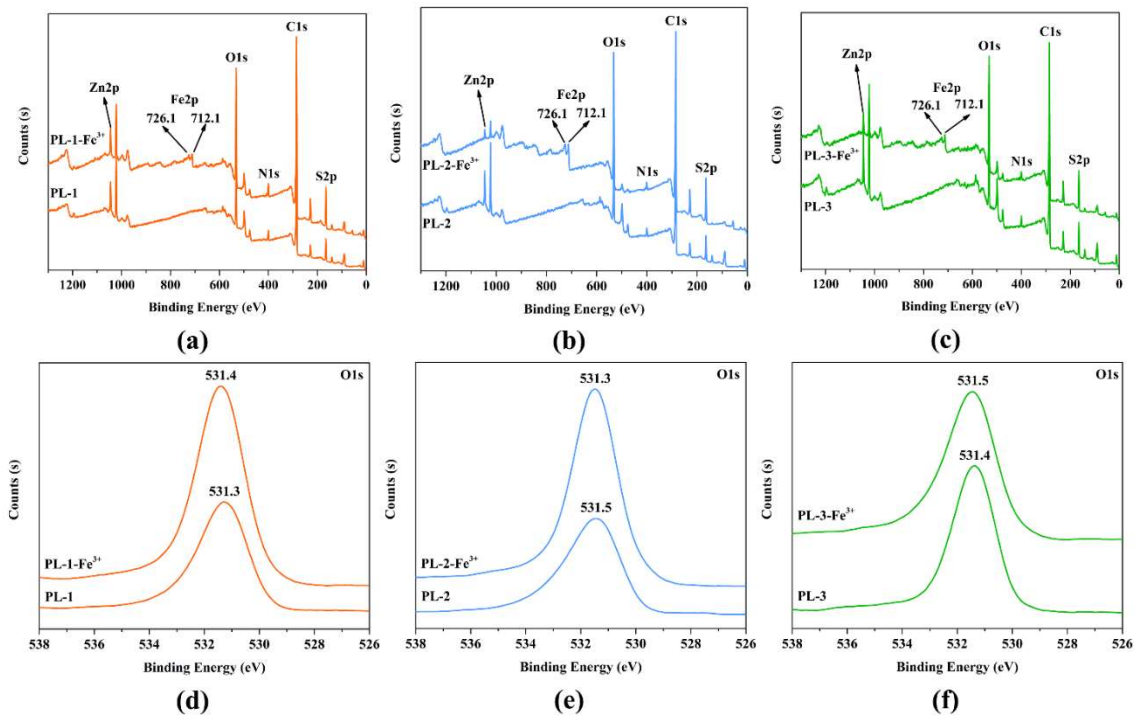 C1s
O1s
Zn2p
Fe2p
726.1 712.1
PL-1-Fe³⁺
N1s
S2p
PL-1
Counts (s)
1200 1000 800 600 400 200 0
Binding Energy (eV)
(a)
C1s
O1s
Zn2p
Fe2p
726.1 712.1
PL-2-Fe³⁺
N1s
S2p
PL-2
Counts (s)
1200 1000 800 600 400 200 0
Binding Energy (eV)
(b)
C1s
O1s
Zn2p
Fe2p
726.1 712.1
PL-3-Fe³⁺
N1s
S2p
PL-3
Counts (s)
1200 1000 800 600 400 200 0
Binding Energy (eV)
(c)
O1s
531.4
531.3
PL-1-Fe³⁺
PL-1
Counts (s)
538 536 534 532 530 528 526
Binding Energy (eV)
(d)
O1s
531.3
531.5
PL-2-Fe³⁺
PL-2
Counts (s)
538 536 534 532 530 528 526
Binding Energy (eV)
(e)
O1s
531.5
531.4
PL-3-Fe³⁺
PL-3
Counts (s)
538 536 534 532 530 528 526
Binding Energy (eV)
(f)